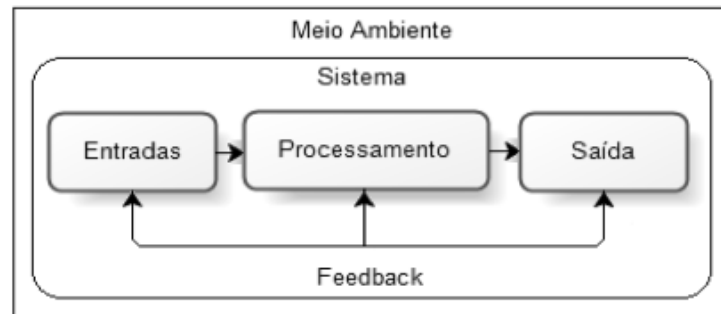 Meio Ambiente
Sistema
Entradas
Processamento
Saída
Feedback